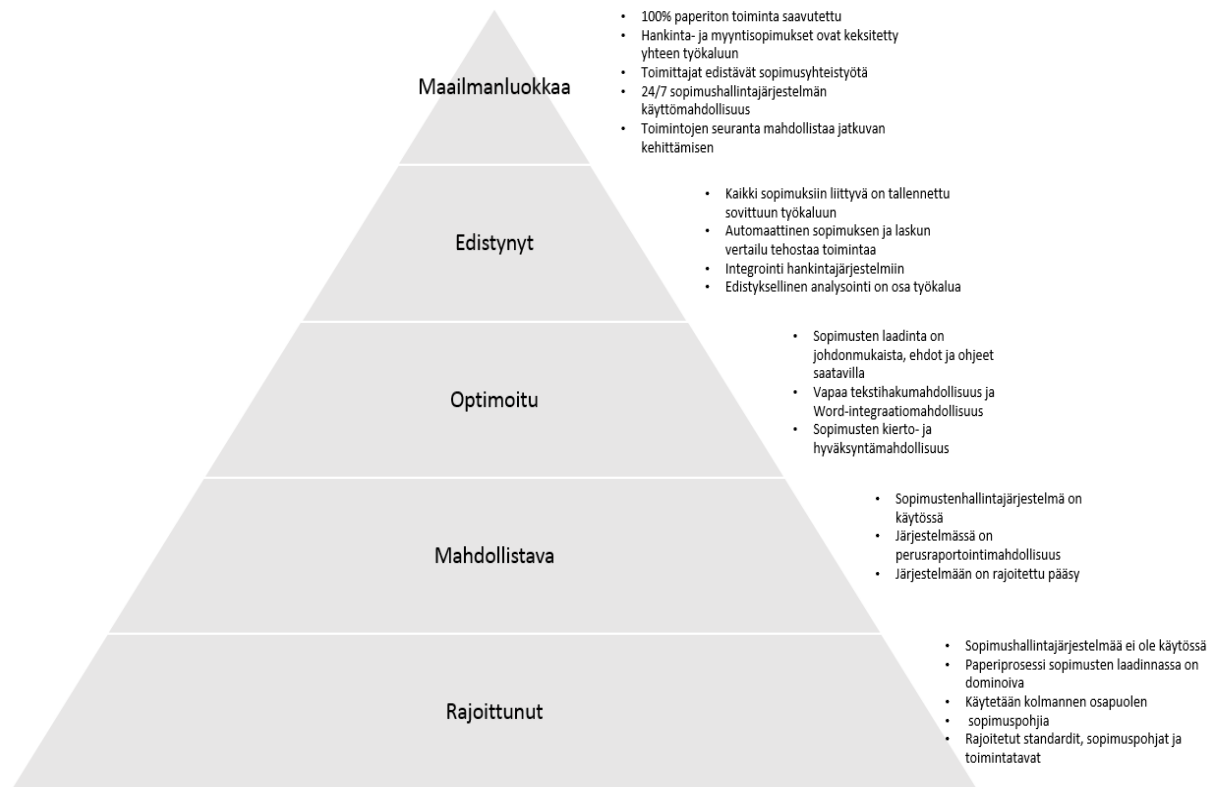 • 100% paperiton toiminta saavutettu
• Hankinta- ja myyntisopimukset ovat keksitetty
yhteen työkaluun
• Toimittajat edistävät sopimusyhteistyötä
• 24/7 sopimushallintajärjestelmän
käyttömahdollisuus
• Toimintojen seuranta mahdollistaa jatkuvan
kehittämisen
Maailmanluokkaa
• Kaikki sopimuksiin liittyvä on tallennettu
sovittuun työkaluun
• Automaattinen sopimuksen ja laskun
vertailu tehostaa toimintaa
• Integrointi hankintajärjestelmiin
• Edistyksellinen analysointi on osa työkalua
Edistynyt
• Sopimusten laadinta on
johdonmukaista, ehdot ja ohjeet
saatavilla
• Vapaa tekstihakumahdollisuus ja
Word-integraatiomahdollisuus
• Sopimusten kierto- ja
hyväksyntämahdollisuus
Optimoitu
• Sopimustenhallintajärjestelmä on
käytössä
• Järjestelmässä on
perusraportointimahdollisuus
• Järjestelmään on rajoitettu pääsy
Mahdollistava
• Sopimushallintajärjestelmää ei ole käytössä
• Paperiprosessi sopimusten laadinnassa on
dominoiva
• Käytetään kolmannen osapuolen
• sopimuspohjia
• Rajoitetut standardit, sopimuspohjat ja
toimintatavat
Rajoittunut